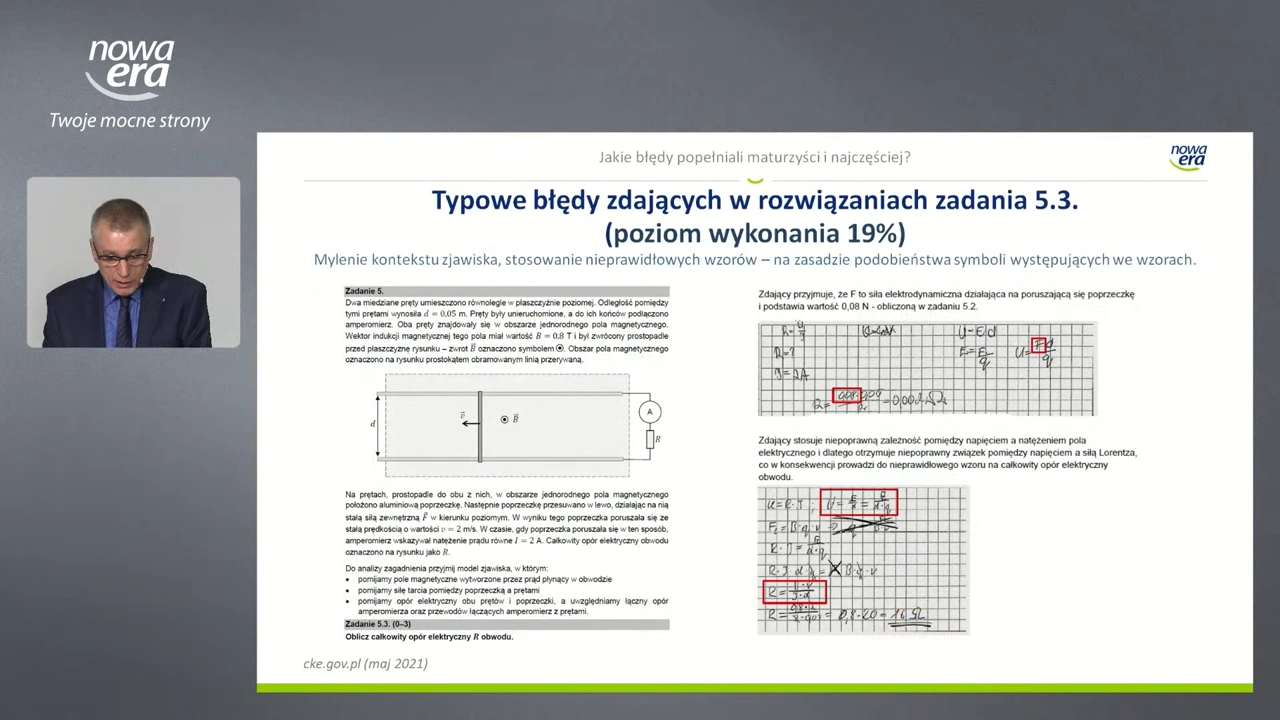 nowa
era
Twoje mocne strony
Jakie błędy popełniali maturzyści i najczęściej?
nowa
era
Typowe błędy zdających w rozwiązaniach zadania 5.3.
(poziom wykonania 19%)
Mylenie kontekstu zjawiska, stosowanie nieprawidłowych wzorów – na zasadzie podobieństwa symboli występujących we wzorach.
Zadanie 5.
Dwa miedziane pręty umieszczono równolegle w płaszczyźnie poziomej. Odległość pomiędzy
tymi prętami wynosiła d = 0,05 m. Pręty były unieruchomione, a do ich końców podłączono
amperomierz. Oba pręty znajdowały się w obszarze jednorodnego pola magnetycznego.
Wektor indukcji magnetycznej tego pola miał wartość B = 0,8 T i był zwrócony prostopadle
przed płaszczyznę rysunku – zwrot B⃗ oznaczono symbolem ⊙. Obszar pola magnetycznego
oznaczono na rysunku prostokątem obramowanym linią przerywaną.
d
v⃗
B⃗
A
R
Na prętach, prostopadle do obu z nich, w obszarze jednorodnego pola magnetycznego
położono aluminiową poprzeczkę. Następnie poprzeczkę przesuwano w lewo, działając na nią
stałą siłą zewnętrzną F⃗ w kierunku poziomym. W wyniku tego poprzeczka poruszała się ze
stałą prędkością o wartości v = 2 m/s. W czasie, gdy poprzeczka poruszała się w ten sposób,
amperomierz wskazywał natężenie prądu równe I = 2 A. Całkowity opór elektryczny obwodu
oznaczono na rysunku jako R.
Do analizy zagadnienia przyjmij model zjawiska, w którym:
• pomijamy pole magnetyczne wytworzone przez prąd płynący w obwodzie
• pomijamy siłę tarcia pomiędzy poprzeczką a prętami
• pomijamy opór elektryczny obu prętów i poprzeczki, a uwzględniamy łączny opór
amperomierza oraz przewodów łączących amperomierz z prętami.
Zadanie 5.3. (0–3)
Oblicz całkowity opór elektryczny R obwodu.
Zdający przyjmuje, że F to siła elektrodynamiczna działająca na poruszającą się poprzeczkę
i podstawia wartość 0,08 N - obliczoną w zadaniu 5.2.
R=?
J=2A
Zdający stosuje niepoprawną zależność pomiędzy napięciem a natężeniem pola
elektrycznego i dlatego otrzymuje niepoprawny związek pomiędzy napięciem a siłą Lorentza,
co w konsekwencji prowadzi do nieprawidłowego wzoru na całkowity opór elektryczny
obwodu.
= 0,8·20 = 16 Ω
cke.gov.pl (maj 2021)